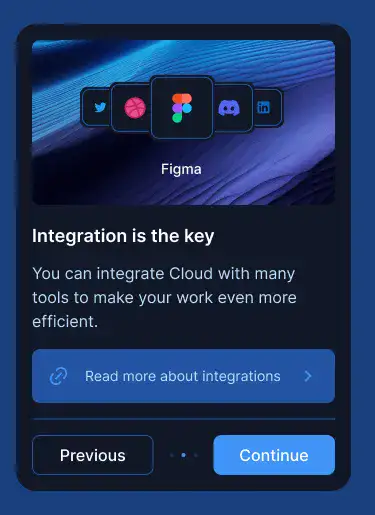 Figma
Integration is the key
You can integrate Cloud with many
tools to make your work even more
efficient.
Read more about integrations
Previous
Continue